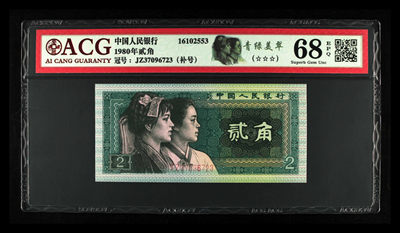 ACG
AI CANG GUARANTY
中国人民银行 16102553
1980年贰角
冠号：JZ37096723（补号）
青绿美翠
（☆☆☆）
68 EPQ
Superb Gem Unc
中国人民银行
贰角
2 2